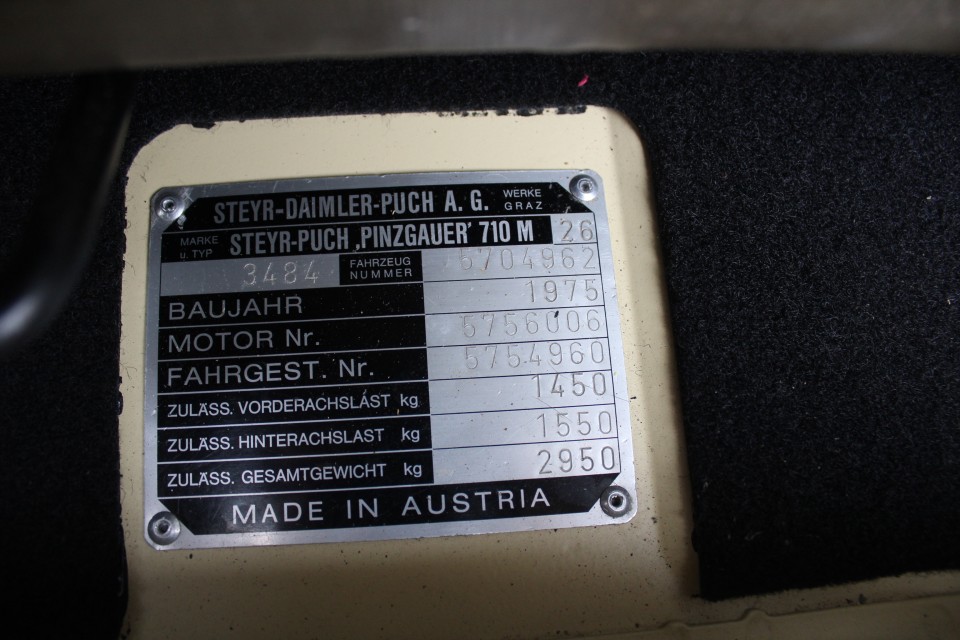 STEYR-DAIMLER-PUCH A. G. WERKE GRAZ
MARKE u. TYP STEYR-PUCH ‚PINZGAUER' 710 M 26
3484 FAHRZEUG NUMMER 5704962
BAUJAHR 1975
MOTOR Nr. 5756006
FAHRGEST. Nr. 5754960
ZULÄSS. VORDERACHSLAST kg 1450
ZULÄSS. HINTERACHSLAST kg 1550
ZULÄSS. GESAMTGEWICHT kg 2950
MADE IN AUSTRIA